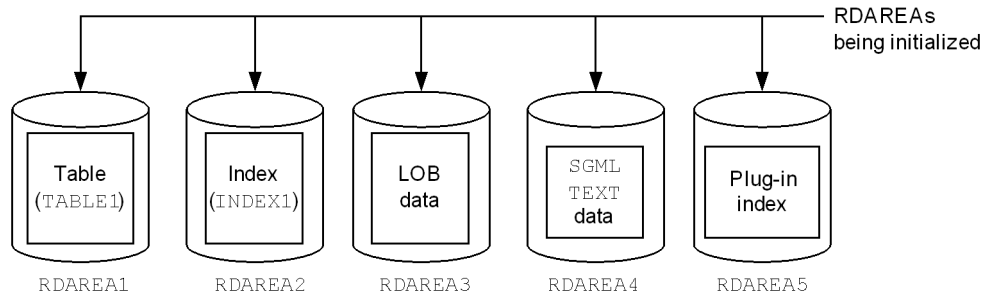 RDAREAs
being initialized
Table
(TABLE1)
Index
(INDEX1)
LOB
data
SGML
TEXT
data
Plug-in
index
RDAREA1
RDAREA2
RDAREA3
RDAREA4
RDAREA5